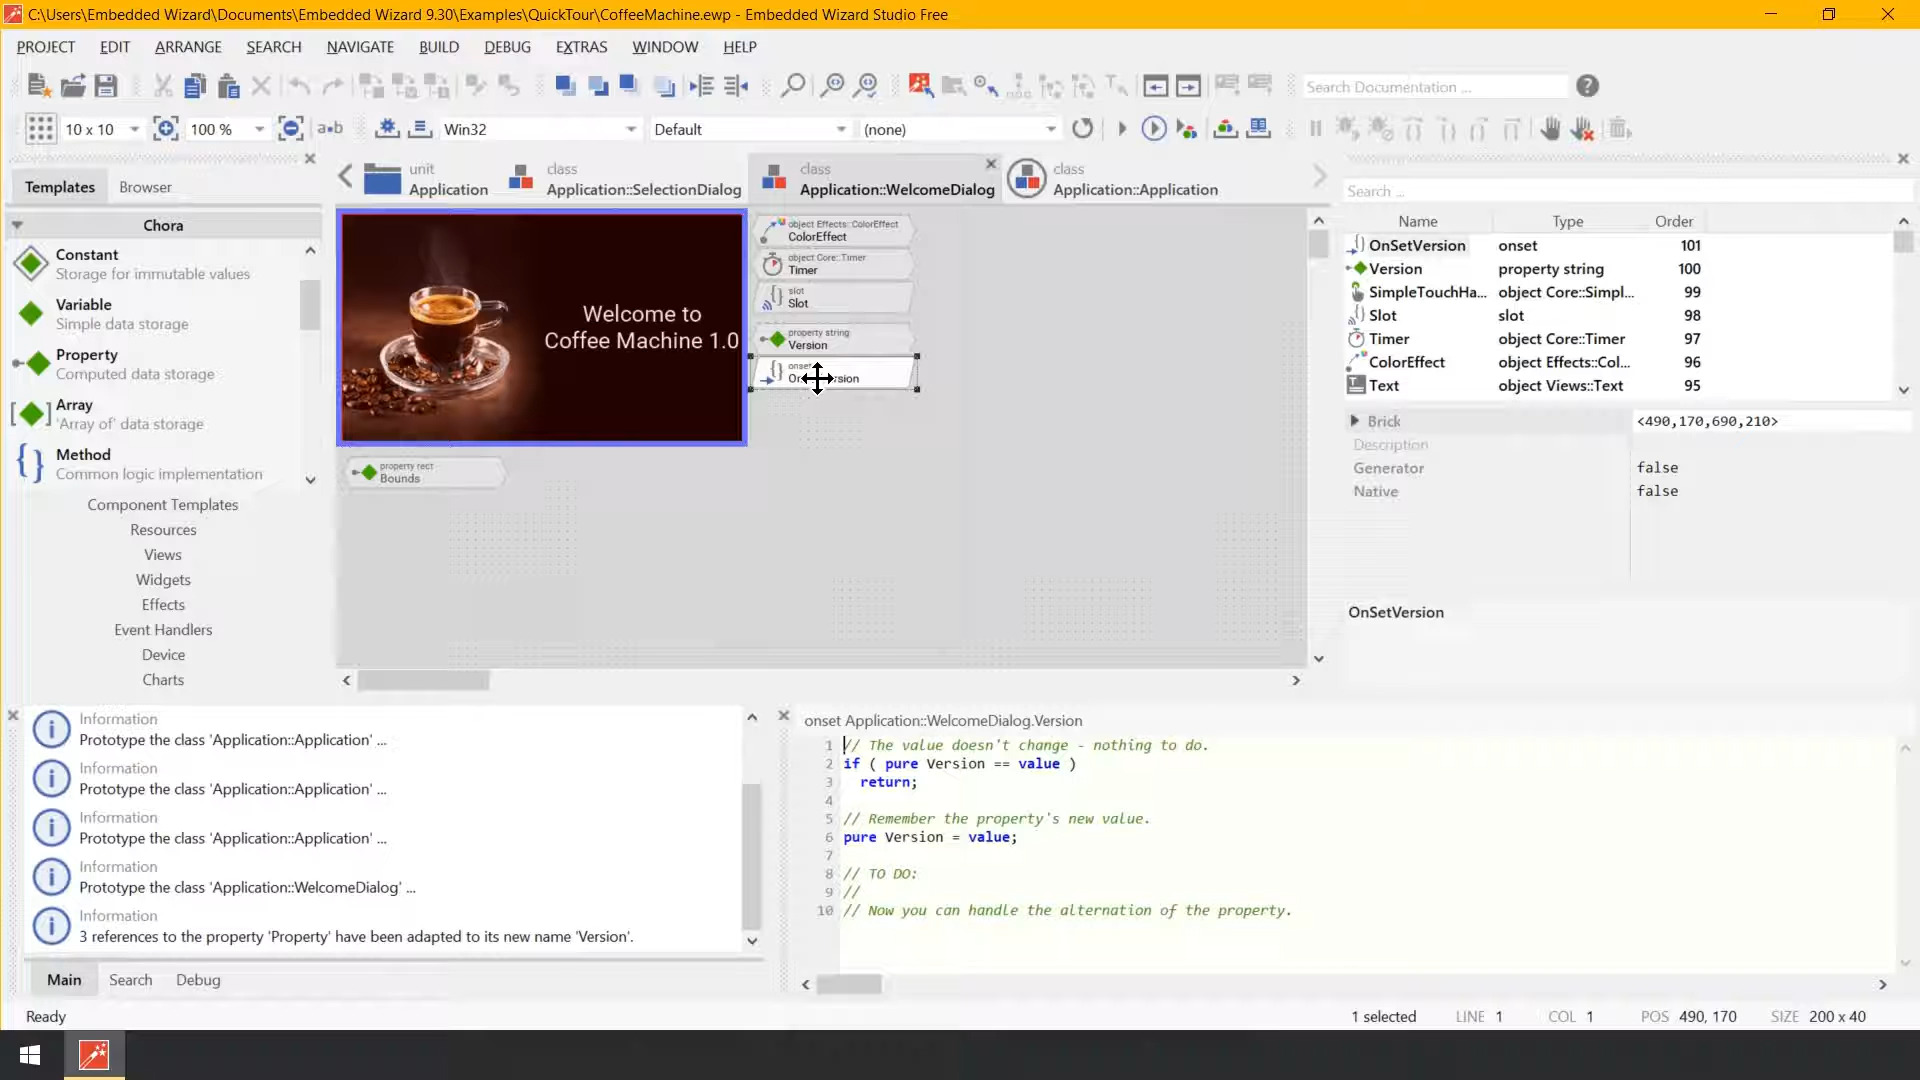 C:\Users\Embedded Wizard\Documents\Embedded Wizard 9.30\Examples\QuickTour\CoffeeMachine.ewp - Embedded Wizard Studio Free
PROJECT EDIT ARRANGE SEARCH NAVIGATE BUILD DEBUG EXTRAS WINDOW HELP
Search Documentation ...
10 x 10 100 % a▪b Win32 Default (none)
Templates Browser
unit
Application
class
Application::SelectionDialog
class
Application::WelcomeDialog
class
Application::Application
Chora
Constant
Storage for immutable values
Variable
Simple data storage
Property
Computed data storage
Array
'Array of' data storage
Method
Common logic implementation
Component Templates
Resources
Views
Widgets
Effects
Event Handlers
Device
Charts
Welcome to
Coffee Machine 1.0
object Effects::ColorEffect
ColorEffect
object Core::Timer
Timer
slot
Slot
property string
Version
property rect
Bounds
Search ...
Name Type Order
OnSetVersion onset 101
Version property string 100
SimpleTouchHa... object Core::Simpl... 99
Slot slot 98
Timer object Core::Timer 97
ColorEffect object Effects::Col... 96
Text object Views::Text 95
Brick <490,170,690,210>
Description
Generator false
Native false
OnSetVersion
Information
Prototype the class 'Application::Application' ...
Information
Prototype the class 'Application::Application' ...
Information
Prototype the class 'Application::Application' ...
Information
Prototype the class 'Application::WelcomeDialog' ...
Information
3 references to the property 'Property' have been adapted to its new name 'Version'.
Main Search Debug
onset Application::WelcomeDialog.Version
1 // The value doesn't change - nothing to do.
2 if ( pure Version == value )
3 return;
4
5 // Remember the property's new value.
6 pure Version = value;
7
8 // TO DO:
9 //
10 // Now you can handle the alternation of the property.
Ready 1 selected LINE 1 COL 1 POS 490, 170 SIZE 200 x 40